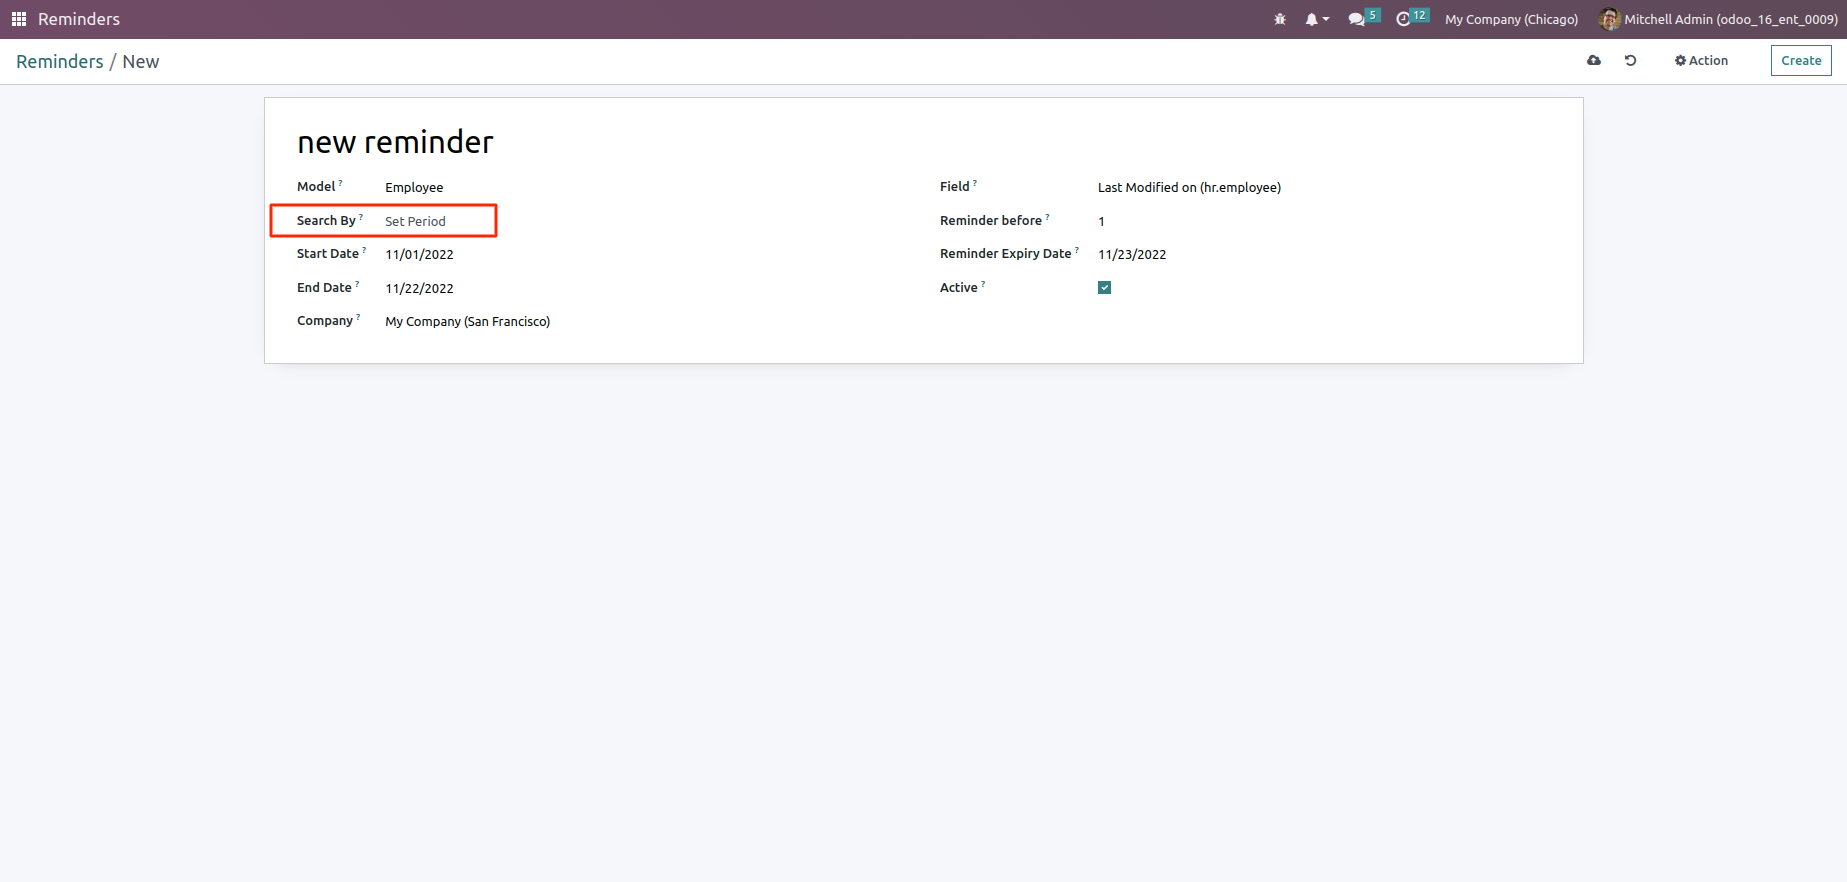 Reminders 5 12 My Company (Chicago) Mitchell Admin (odoo_16_ent_0009)
Reminders / New Action Create
new reminder
Model ? Employee Field ? Last Modified on (hr.employee)
Search By ? Set Period Reminder before ? 1
Start Date ? 11/01/2022 Reminder Expiry Date ? 11/23/2022
End Date ? 11/22/2022 Active ?
Company ? My Company (San Francisco)